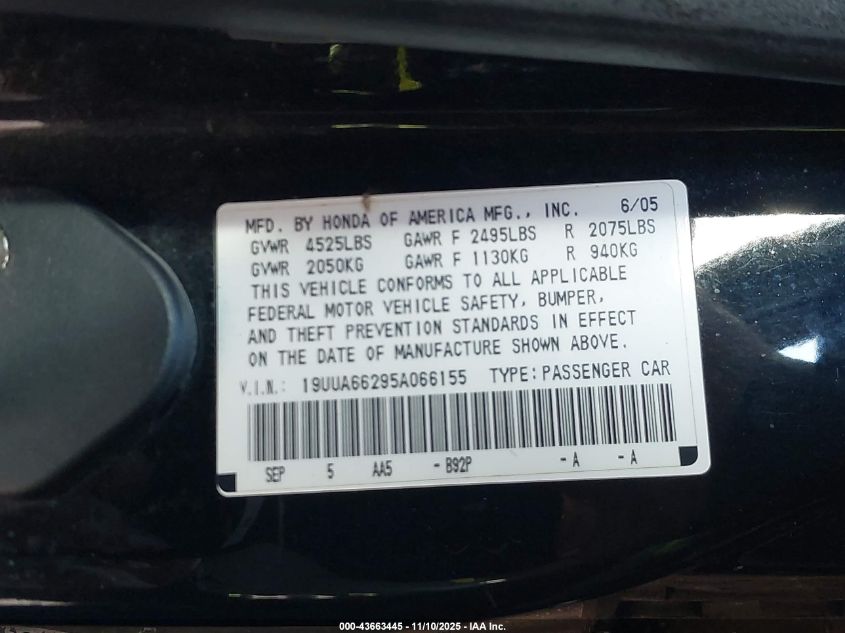 MFD. BY HONDA OF AMERICA MFG., INC. 6/05
GVWR 4525LBS GAWR F 2495LBS R 2075LBS
GVWR 2050KG GAWR F 1130KG R 940KG
THIS VEHICLE CONFORMS TO ALL APPLICABLE
FEDERAL MOTOR VEHICLE SAFETY, BUMPER,
AND THEFT PREVENTION STANDARDS IN EFFECT
ON THE DATE OF MANUFACTURE SHOWN ABOVE.
V.I.N.: 19UUA66295A066155 TYPE: PASSENGER CAR
SEP 5 AA5 -B92P -A -A
000-43663445 - 11/10/2025 - IAA Inc.